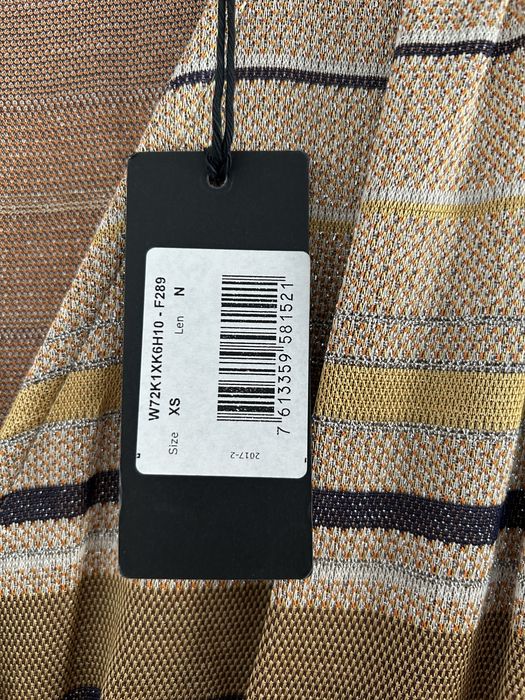 W72K1XK6H10 - F289
Size XS Len N
7 613359 581521
2017-2